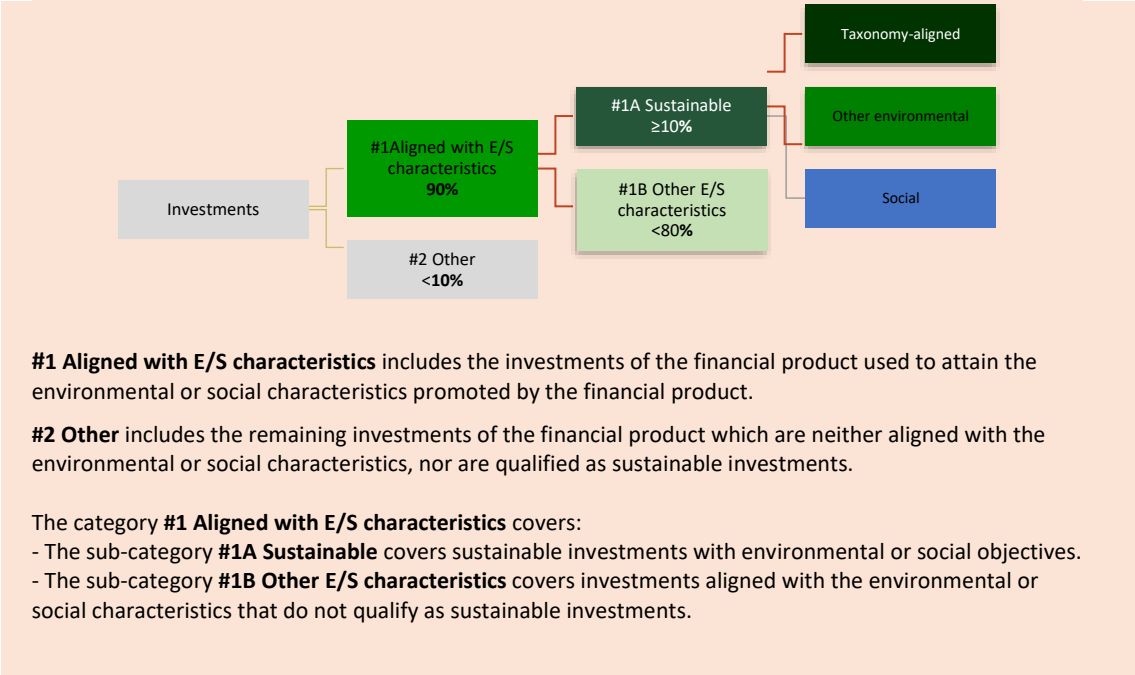 Taxonomy-aligned
#1A Sustainable
≥10%
Other environmental
#1Aligned with E/S
characteristics
90%
#1B Other E/S
characteristics
<80%
Social
Investments
#2 Other
<10%
#1 Aligned with E/S characteristics includes the investments of the financial product used to attain the
environmental or social characteristics promoted by the financial product.
#2 Other includes the remaining investments of the financial product which are neither aligned with the
environmental or social characteristics, nor are qualified as sustainable investments.
The category #1 Aligned with E/S characteristics covers:
- The sub-category #1A Sustainable covers sustainable investments with environmental or social objectives.
- The sub-category #1B Other E/S characteristics covers investments aligned with the environmental or
social characteristics that do not qualify as sustainable investments.